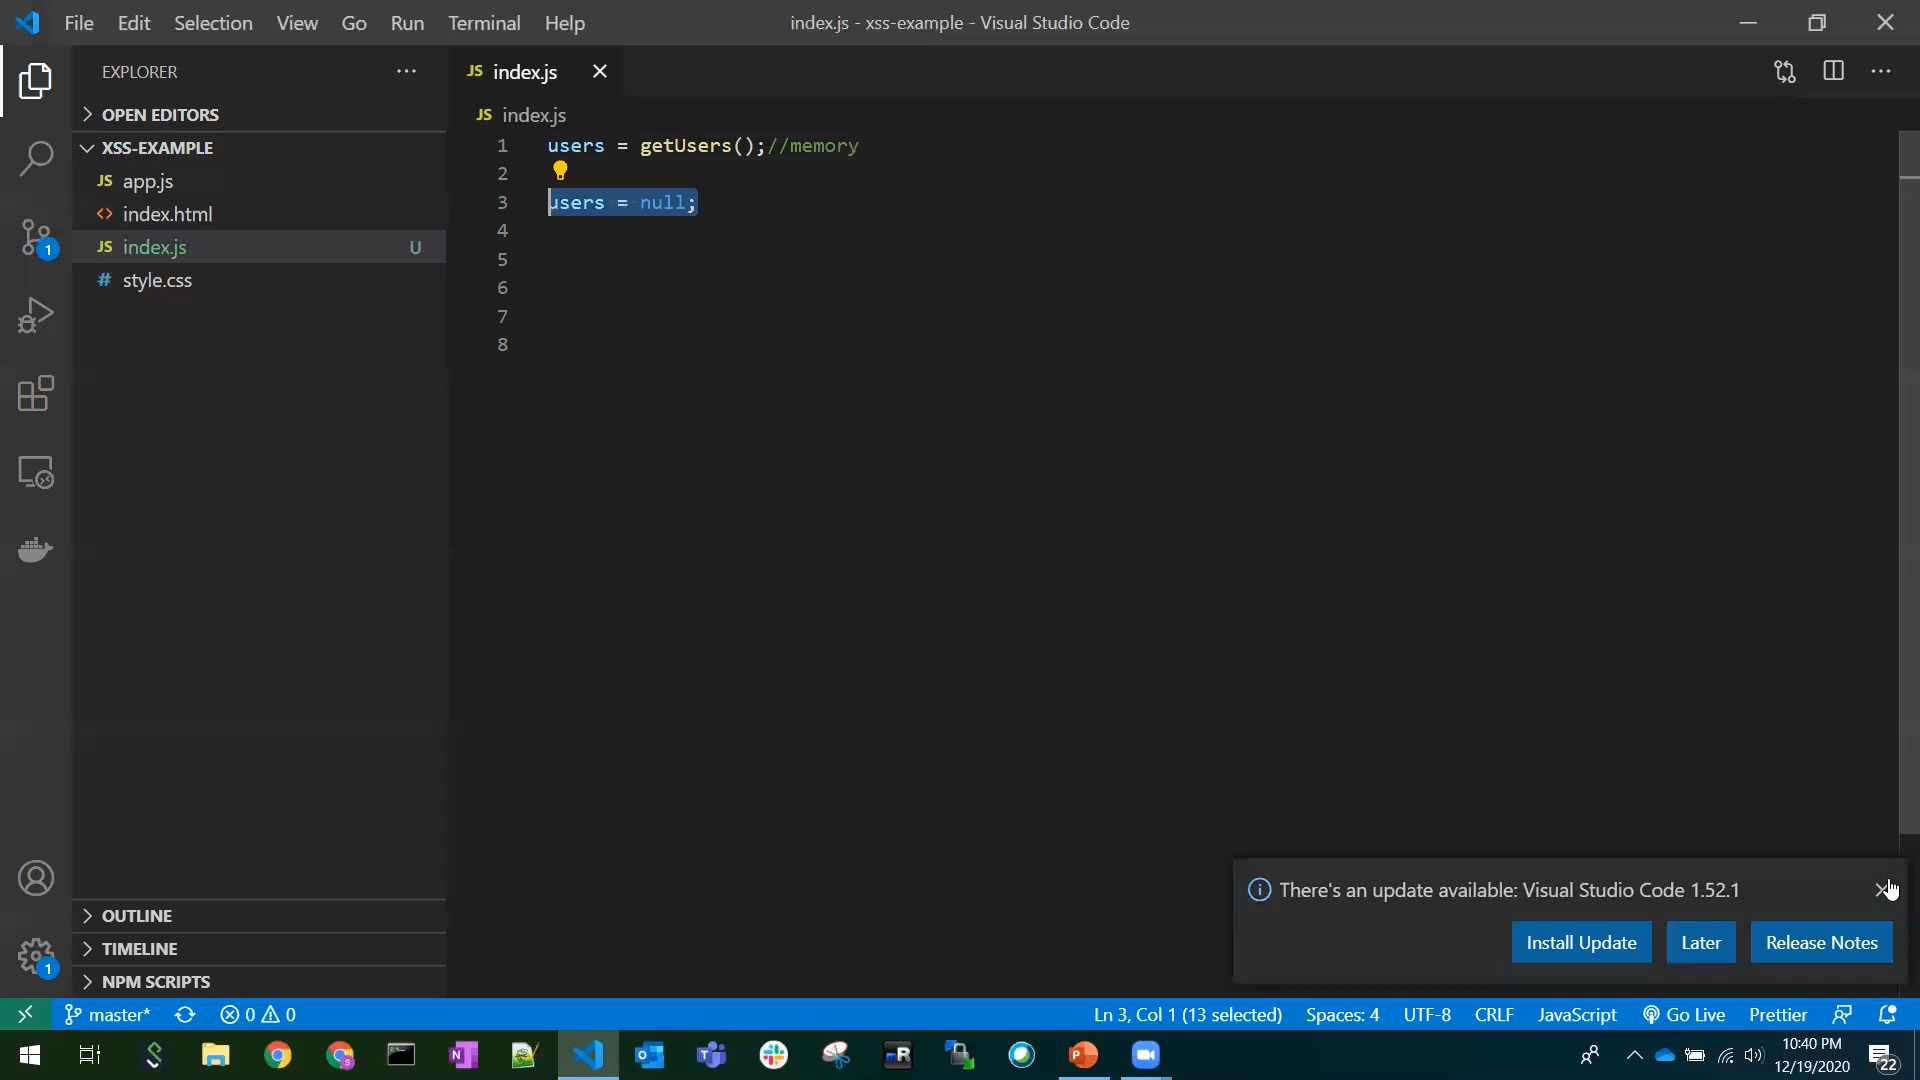 File Edit Selection View Go Run Terminal Help
index.js - xss-example - Visual Studio Code
EXPLORER
OPEN EDITORS
XSS-EXAMPLE
JS app.js
<> index.html
JS index.js U
# style.css
OUTLINE
TIMELINE
NPM SCRIPTS
JS index.js
JS index.js
1 users = getUsers();//memory
2
3 users = null;
4
5
6
7
8
1
1
There's an update available: Visual Studio Code 1.52.1
Install Update Later Release Notes
master* 0 0 Ln 3, Col 1 (13 selected) Spaces: 4 UTF-8 CRLF JavaScript Go Live Prettier
10:40 PM
12/19/2020
22